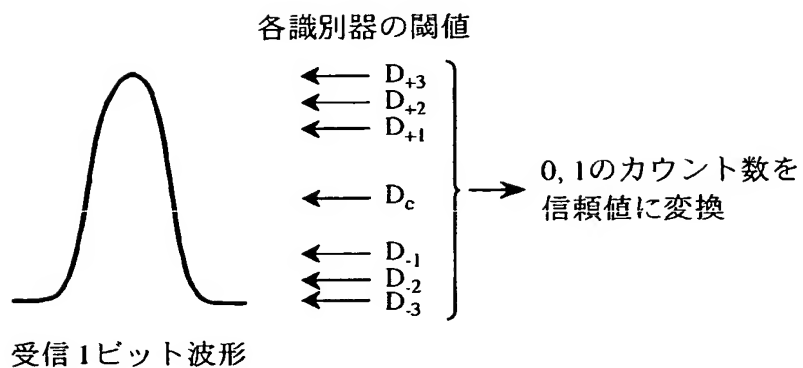 各識別器の閾値
D+3
D+2
D+1
Dc
D-1
D-2
D-3
0, 1のカウント数を
信頼値に変換
受信1ビット波形